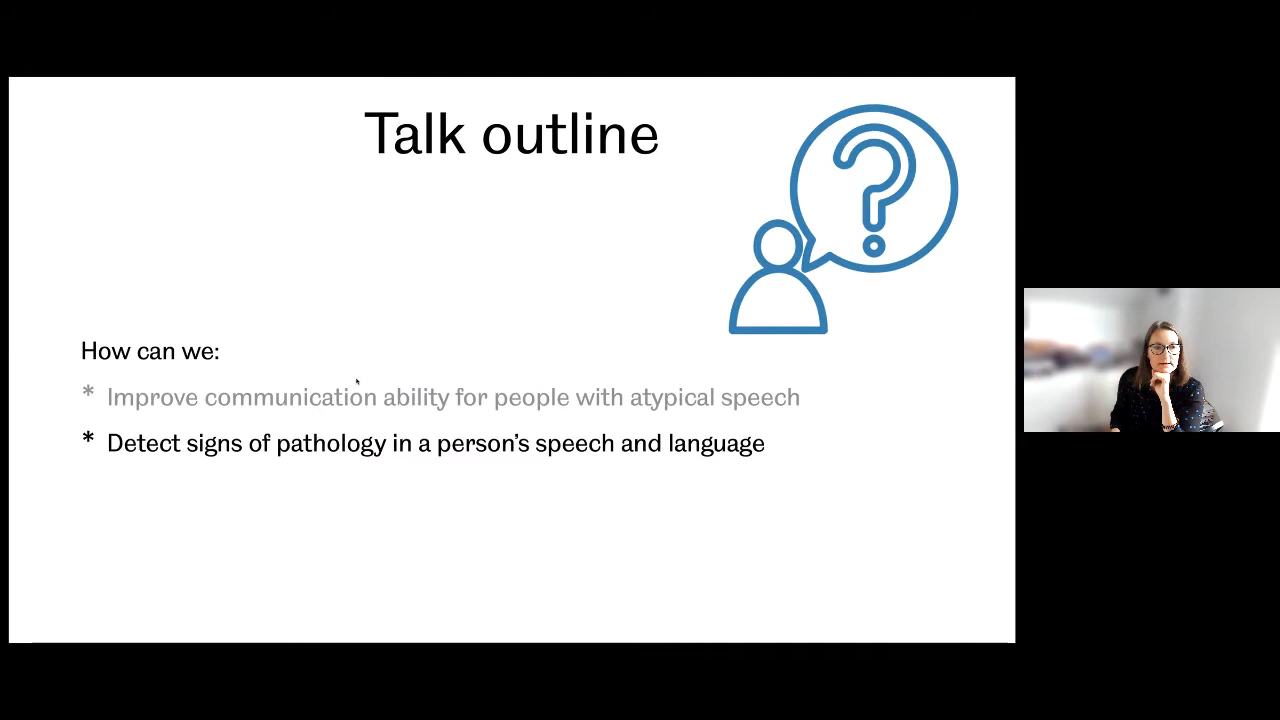 Talk outline
?
How can we:
* Improve communication ability for people with atypical speech
* Detect signs of pathology in a person’s speech and language